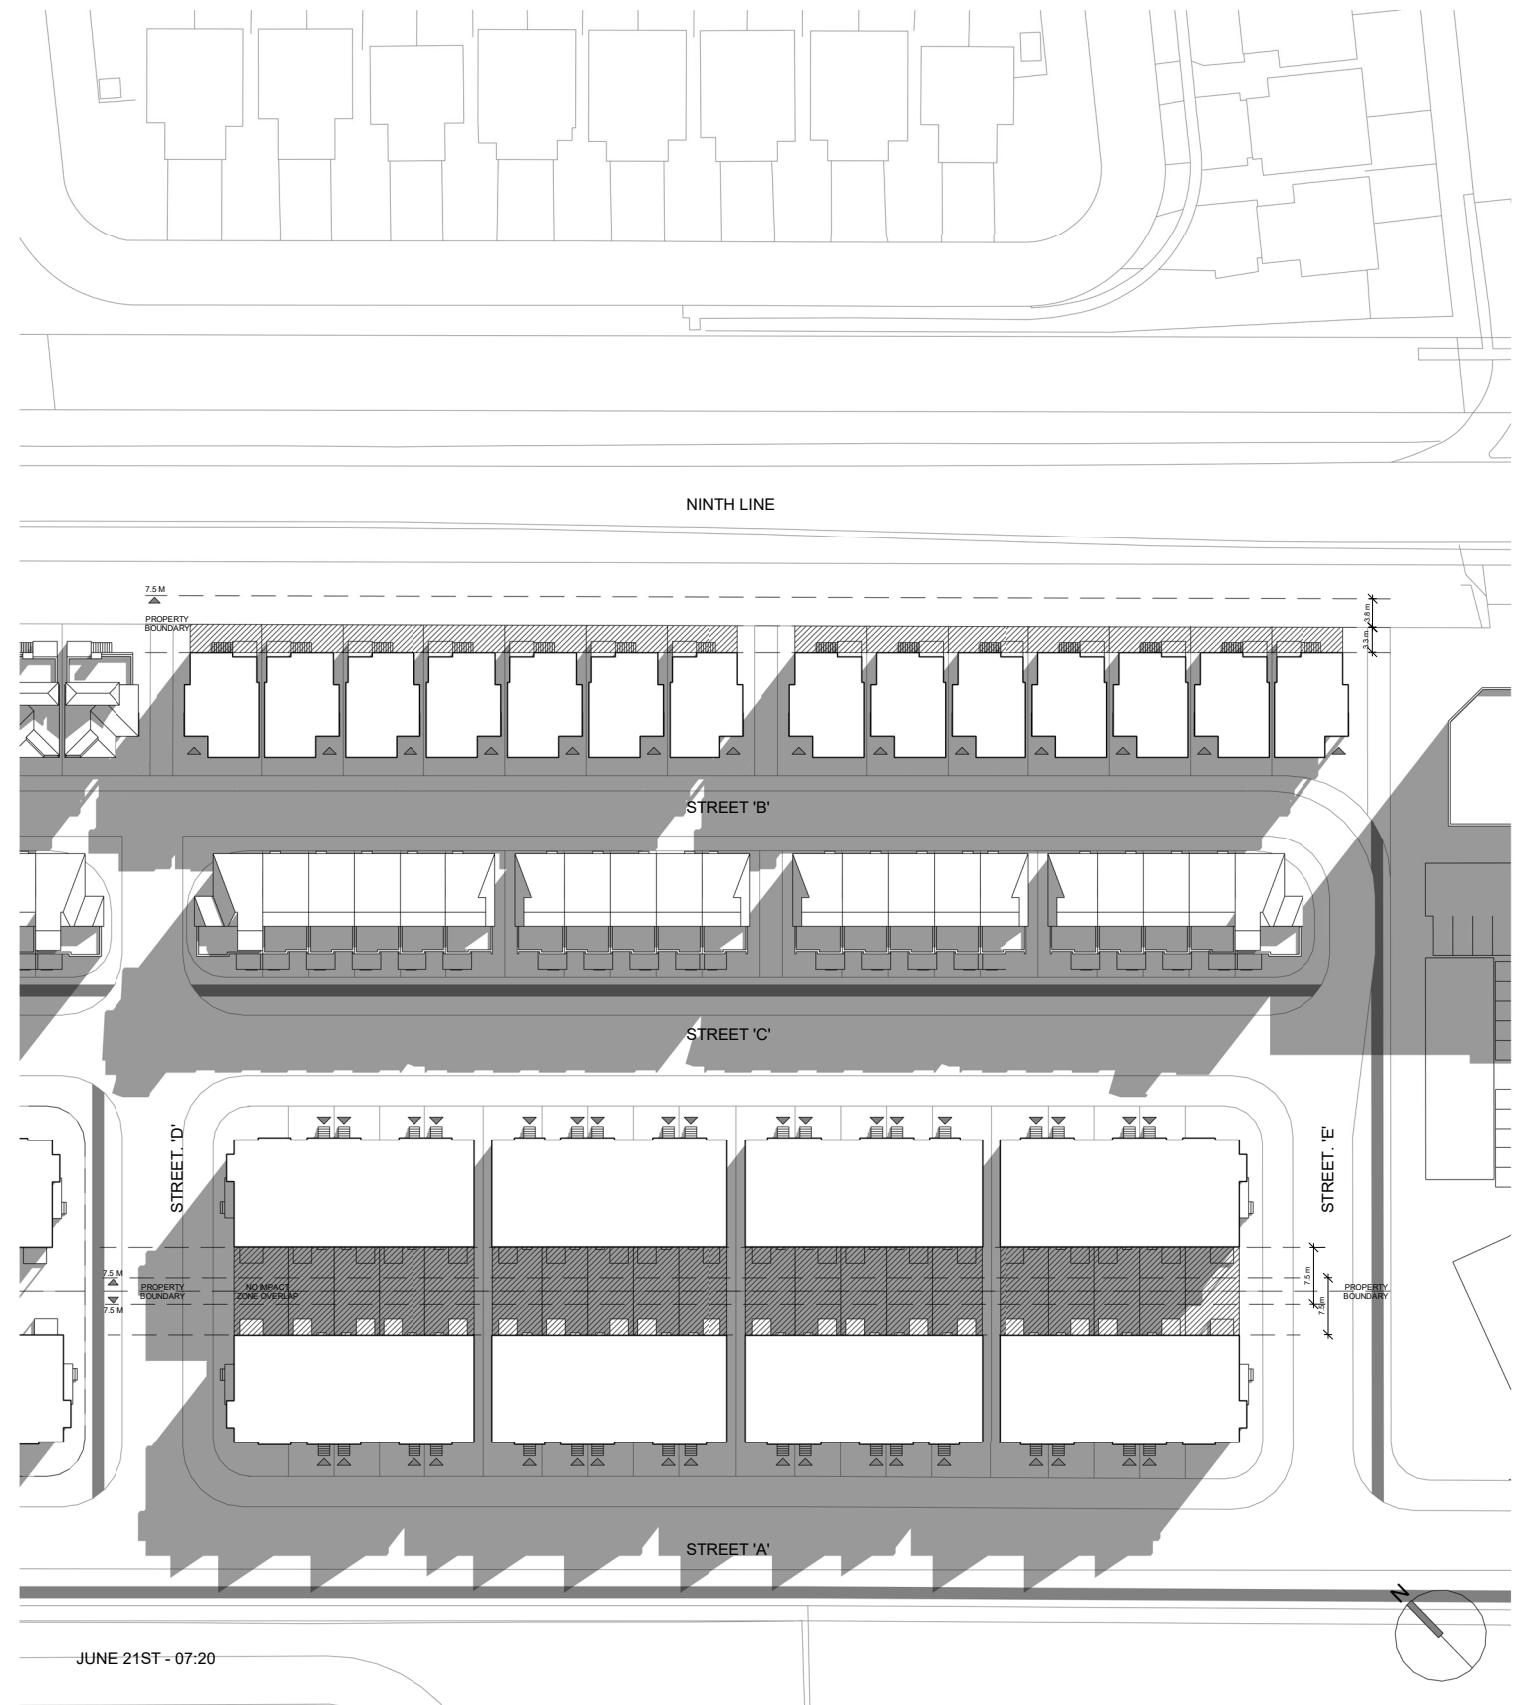 NINTH LINE
7.5 M
PROPERTY
BOUNDARY
3.8 m
3.3 m
STREET 'B'
STREET 'C'
STREET. 'D'
STREET. 'E'
7.5 M
7.5 M
PROPERTY
BOUNDARY
NO IMPACT
ZONE OVERLAP
7.5 m
7.5 m
PROPERTY
BOUNDARY
STREET 'A'
N
JUNE 21ST - 07:20